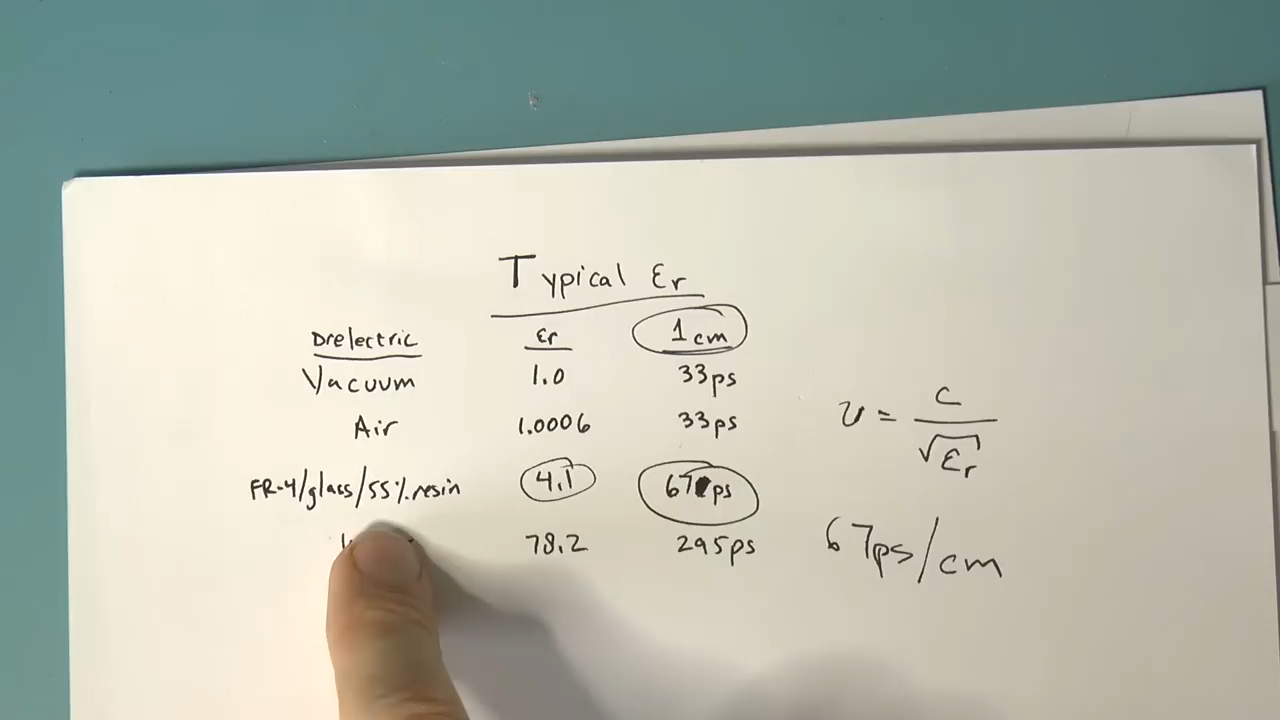 Typical εr
Drelectric εr 1cm
Vacuum 1.0 33ps
Air 1.0006 33ps
FR-4/glass/55% resin 4.1 67ps
78.2 295ps
v = c/√εr
67ps/cm